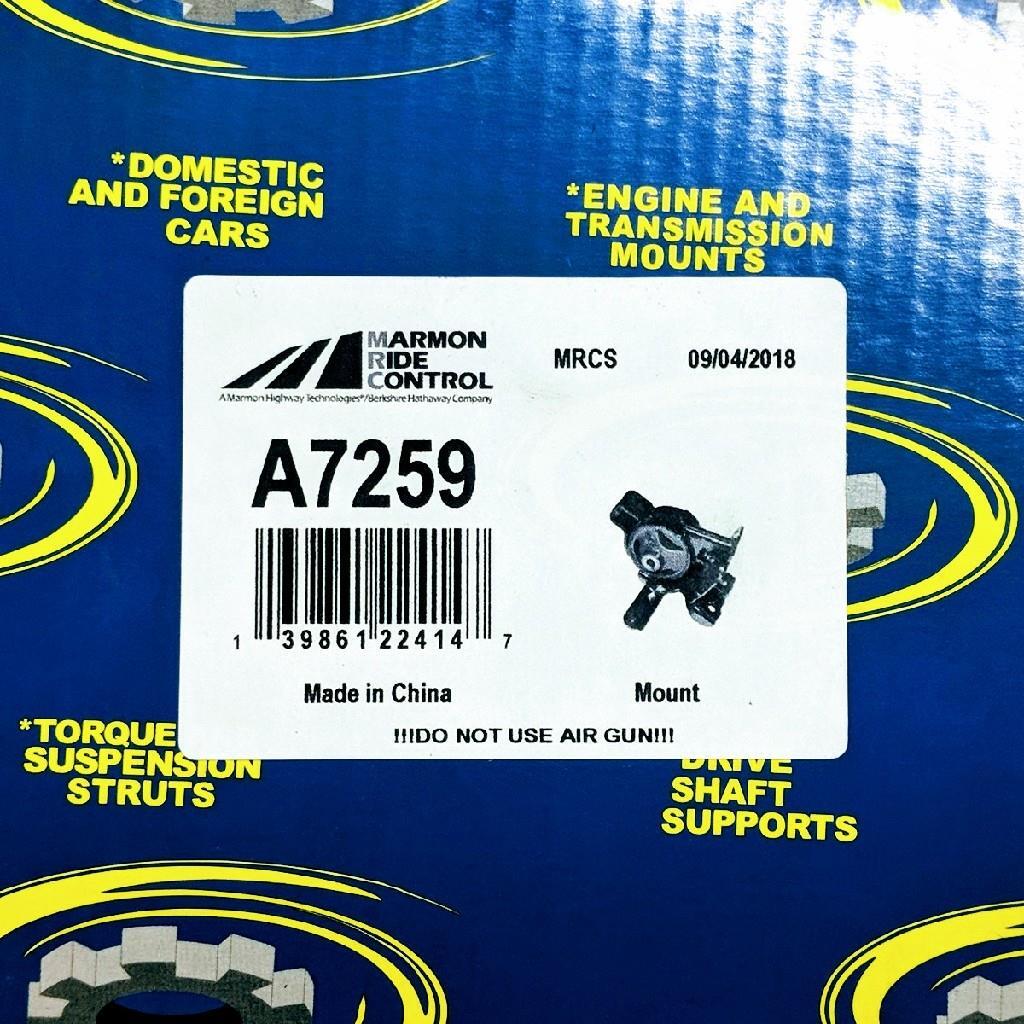 *DOMESTIC
AND FOREIGN
CARS
*ENGINE AND
TRANSMISSION
MOUNTS
MARMON
RIDE
CONTROL
A Marmon Highway Technologies®/Berkshire Hathaway Company
MRCS 09/04/2018
A7259
1 39861 22414 7
Made in China
Mount
!!!DO NOT USE AIR GUN!!!
*TORQUE
SUSPENSION
STRUTS
DRIVE
SHAFT
SUPPORTS